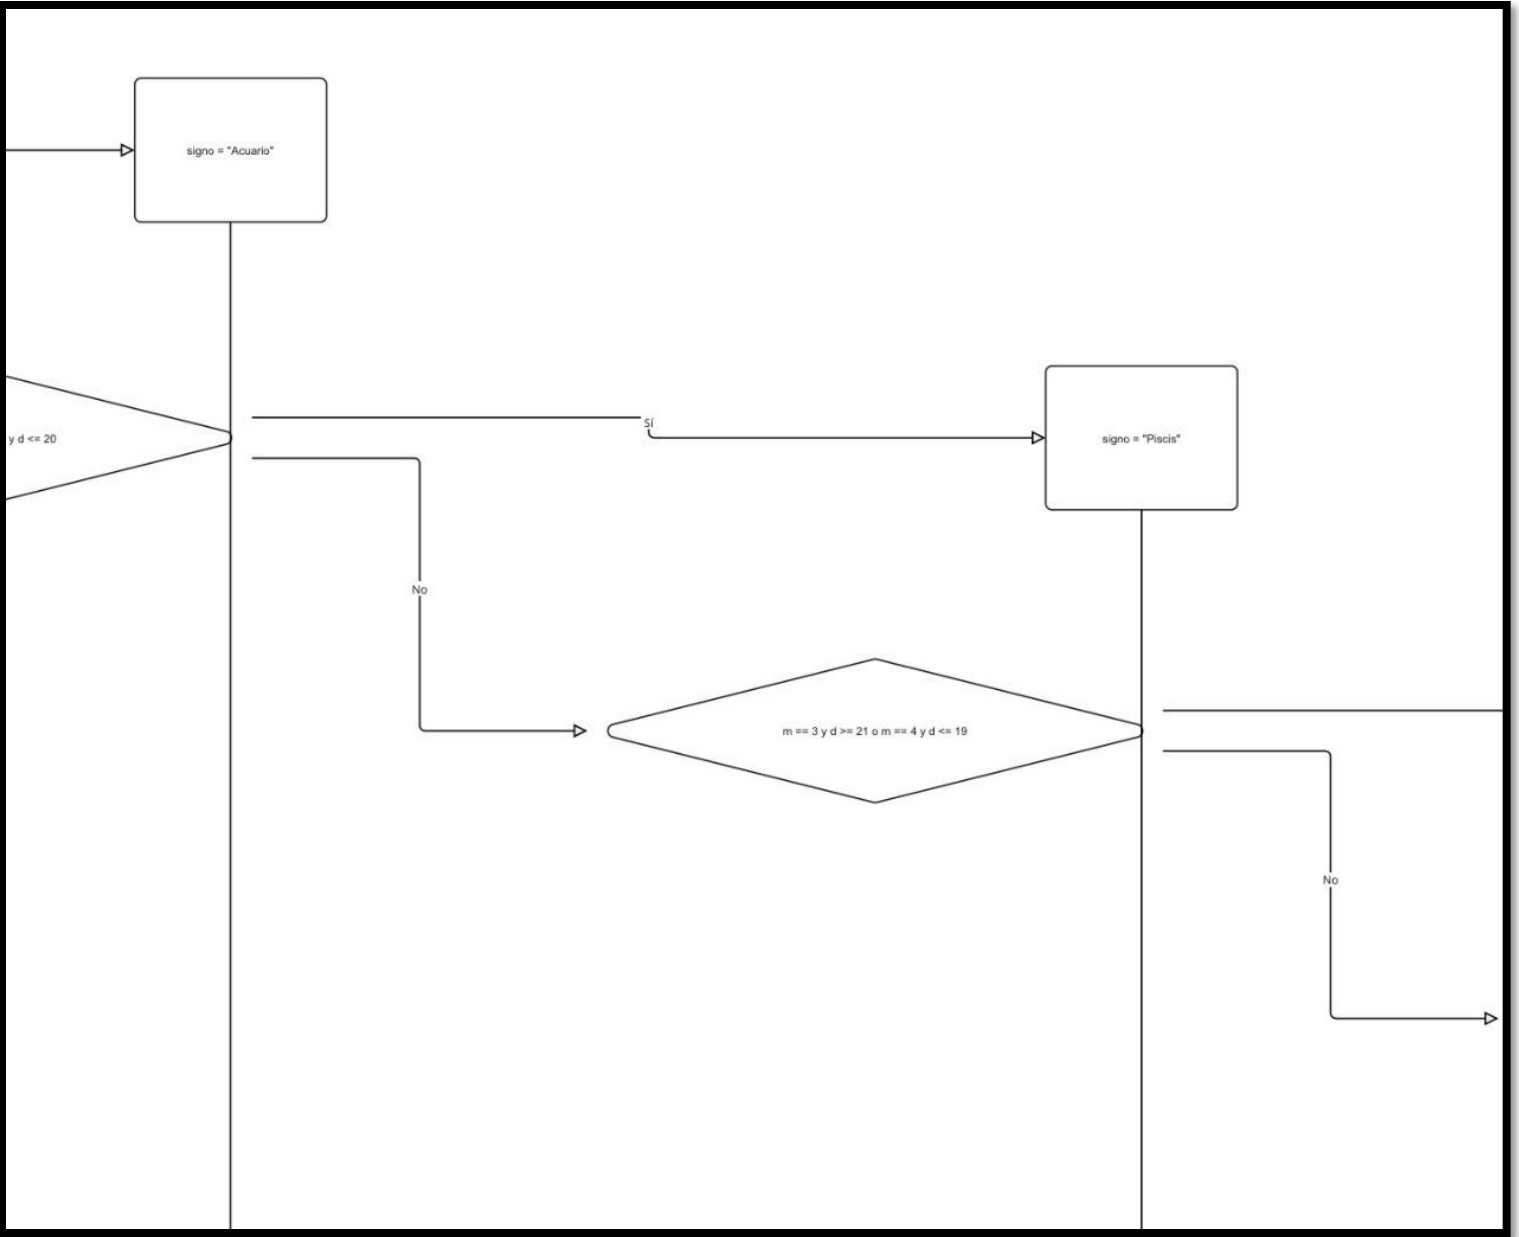 signo = "Acuario"
y d <= 20
Sí
signo = "Piscis"
No
m == 3 y d >= 21 o m == 4 y d <= 19
No